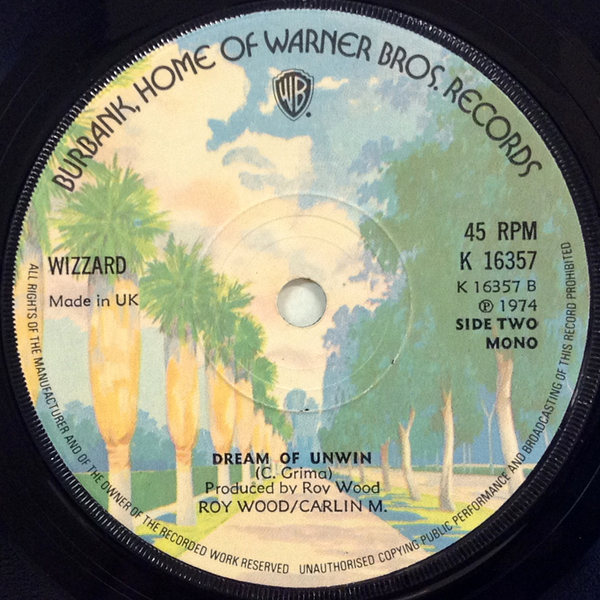 BURBANK, HOME OF WARNER BROS. RECORDS
WB
WIZZARD
Made in UK
45 RPM
K 16357
K 16357 B
℗ 1974
SIDE TWO
MONO
DREAM OF UNWIN
(C. Grima)
Produced by Roy Wood
ROY WOOD/CARLIN M.
ALL RIGHTS OF THE MANUFACTURER AND OF THE OWNER OF THE RECORDED WORK RESERVED UNAUTHORISED COPYING PUBLIC PERFORMANCE AND BROADCASTING OF THIS RECORD PROHIBITED